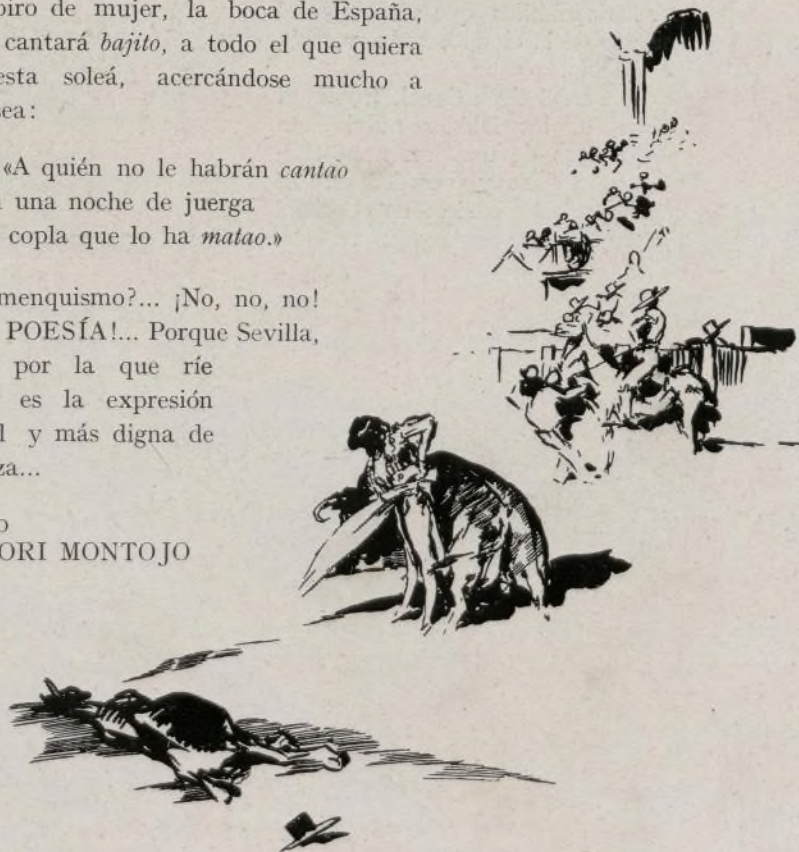 piro de mujer, la boca de España,
cantará bajito, a todo el que quiera
esta soleá, acercándose mucho a
sea:
«A quién no le habrán cantao
una noche de juerga
copla que lo ha matao.»
menquismo?... ¡No, no, no!
POESÍA!... Porque Sevilla,
por la que ríe
es la expresión
y más digna de
za...
ORI MONTOJO